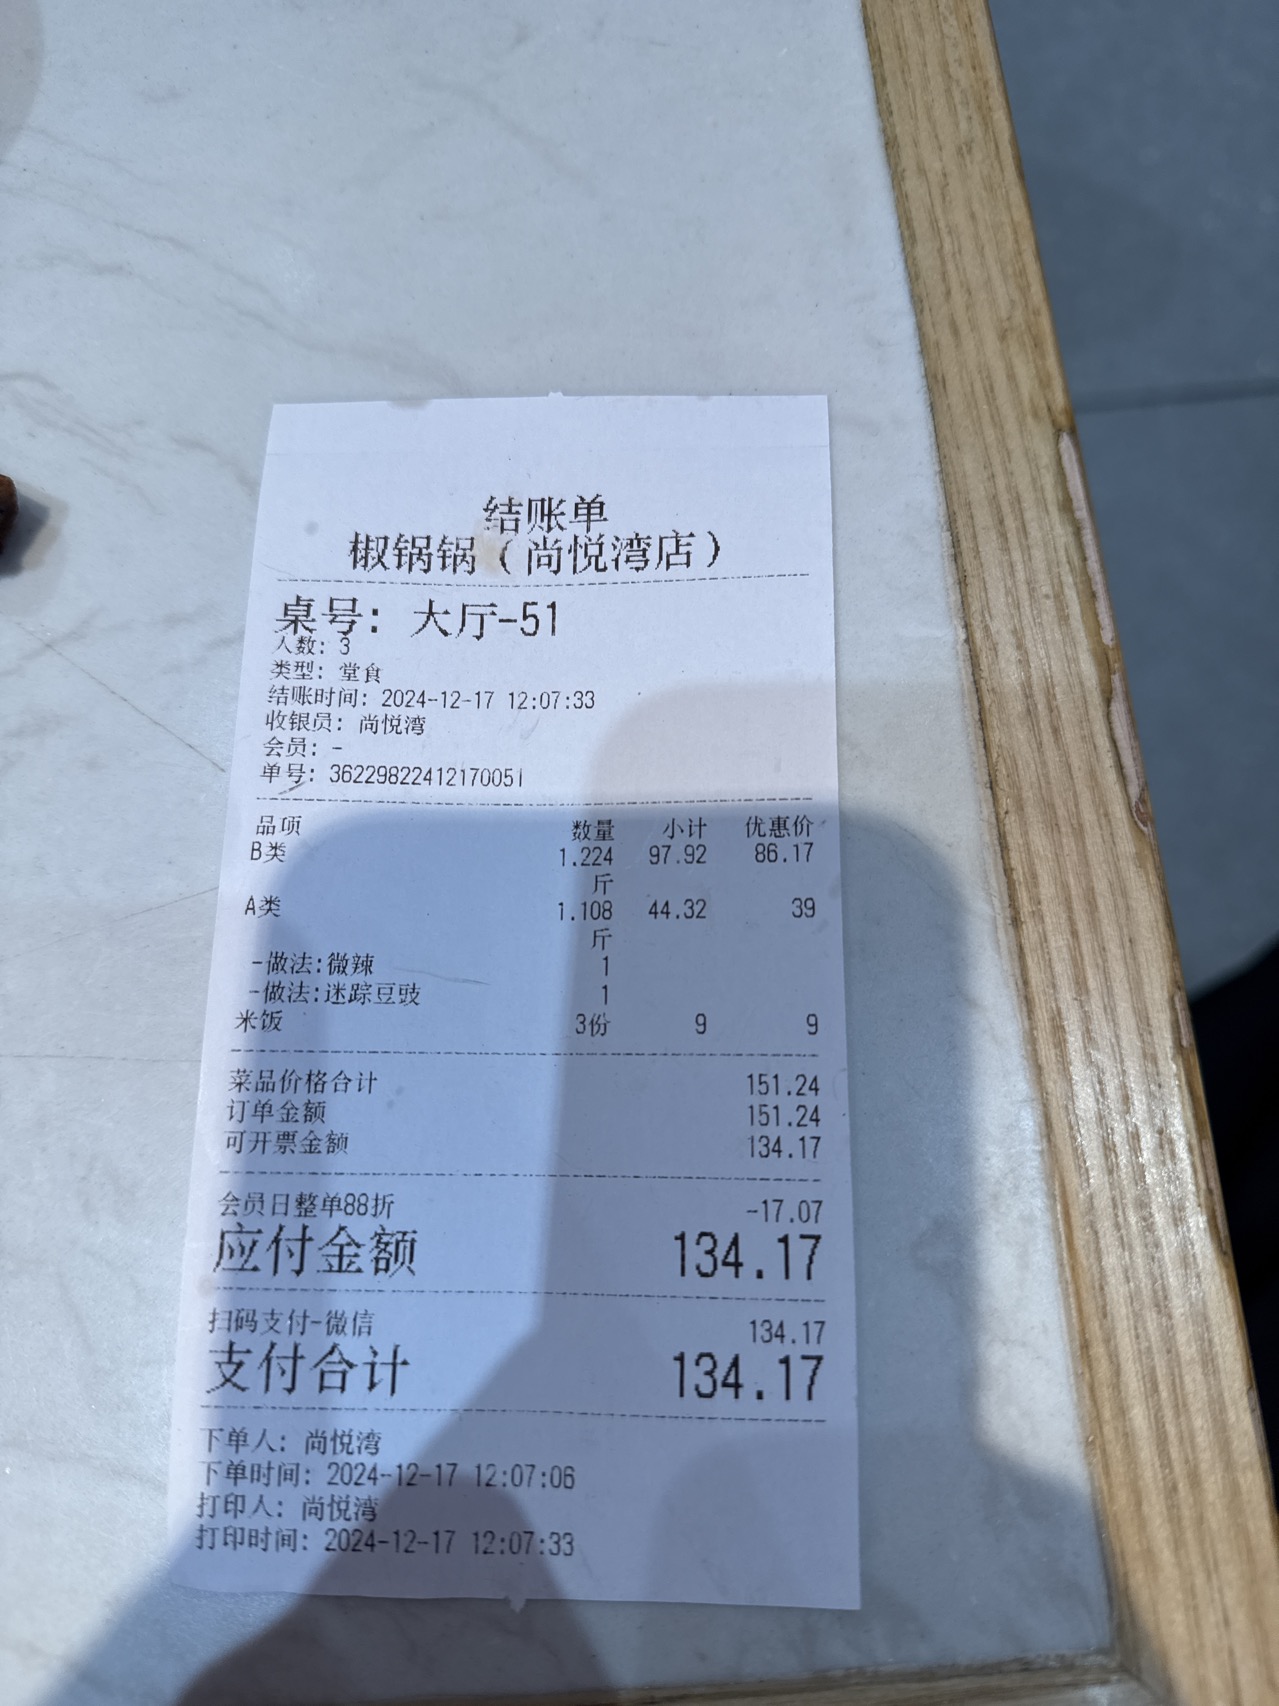 结账单
椒锅锅（尚悦湾店）
桌号：大厅-51
人数：3
类型：堂食
结账时间：2024-12-17 12:07:33
收银员：尚悦湾
会员：-
单号：36229822412170051
品项 数量 小计 优惠价
B类 1.224 97.92 86.17
斤
A类 1.108 44.32 39
斤
-做法:微辣 1
-做法:迷踪豆豉 1
米饭 3份 9 9
菜品价格合计 151.24
订单金额 151.24
可开票金额 134.17
会员日整单88折 -17.07
应付金额 134.17
扫码支付-微信 134.17
支付合计 134.17
下单人：尚悦湾
下单时间：2024-12-17 12:07:06
打印人：尚悦湾
打印时间：2024-12-17 12:07:33